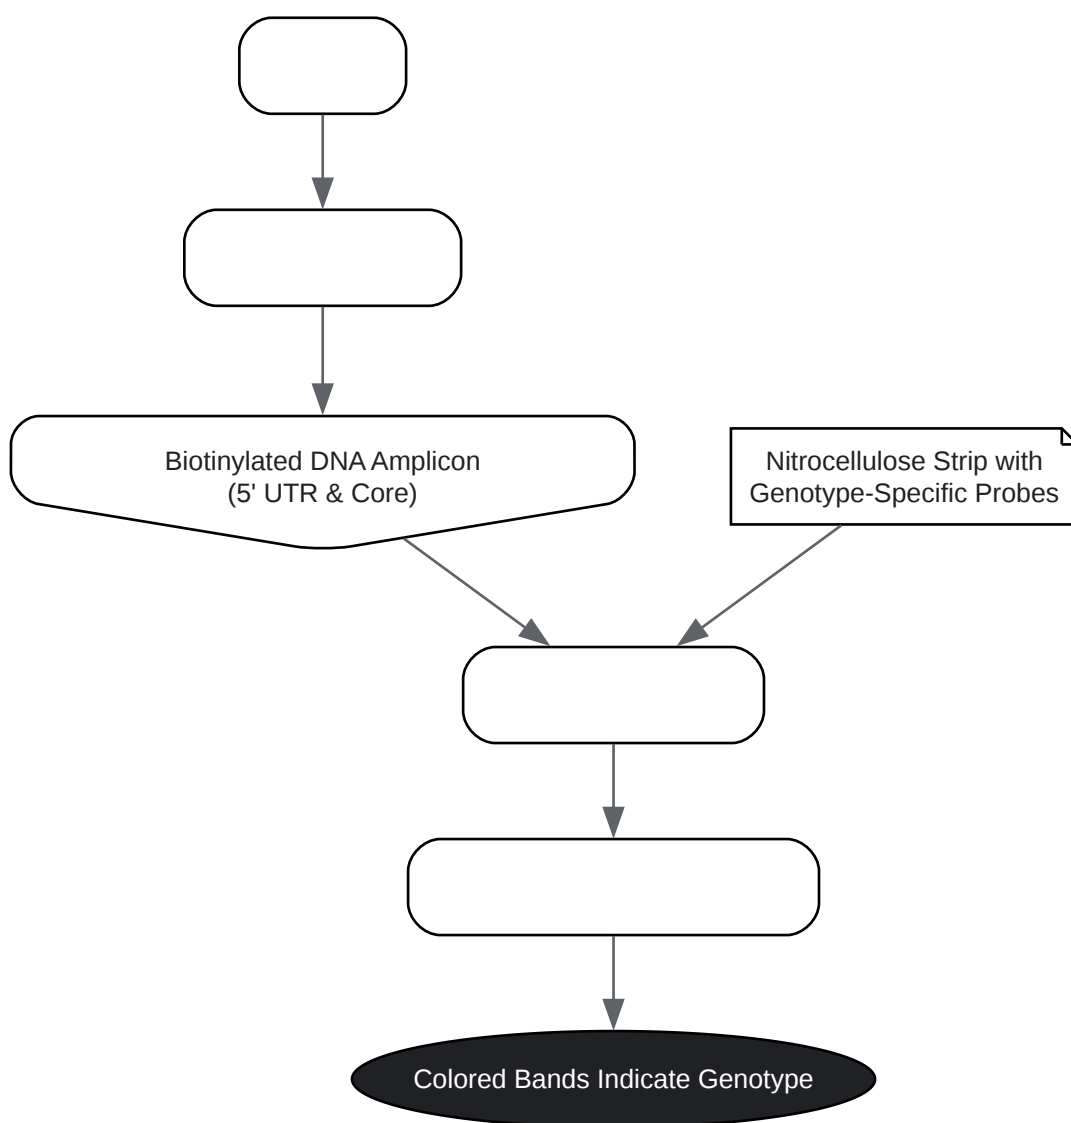 Biotinylated DNA Amplicon
(5' UTR & Core)
Nitrocellulose Strip with
Genotype-Specific Probes
Colored Bands Indicate Genotype